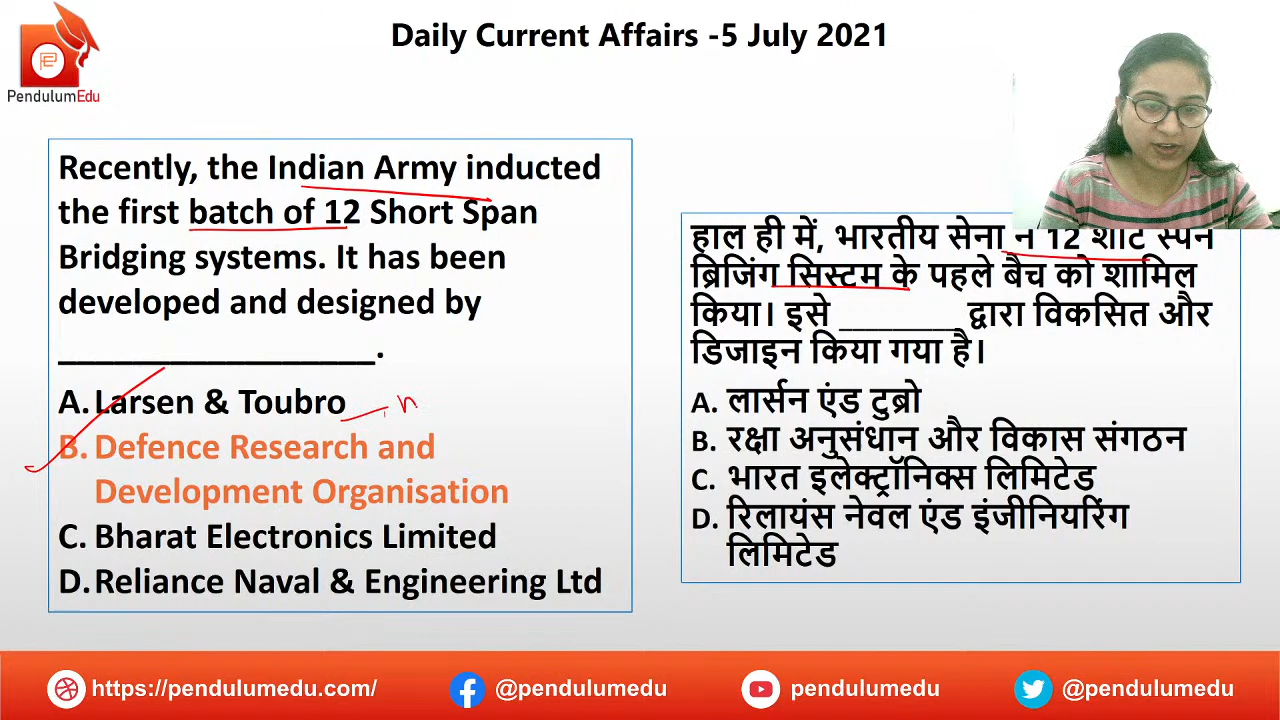 Daily Current Affairs -5 July 2021
PendulumEdu
Recently, the Indian Army inducted
the first batch of 12 Short Span
Bridging systems. It has been
developed and designed by
__________________.
A. Larsen & Toubro
n
B. Defence Research and
Development Organisation
C. Bharat Electronics Limited
D. Reliance Naval & Engineering Ltd
हाल ही में, भारतीय सेना ने 12 शॉर्ट स्पैन
ब्रिजिंग सिस्टम के पहले बैच को शामिल
किया। इसे _________ द्वारा विकसित और
डिजाइन किया गया है।
A. लार्सन एंड टुब्रो
B. रक्षा अनुसंधान और विकास संगठन
C. भारत इलेक्ट्रॉनिक्स लिमिटेड
D. रिलायंस नेवल एंड इंजीनियरिंग
लिमिटेड
https://pendulumedu.com/
@pendulumedu
pendulumedu
@pendulumedu